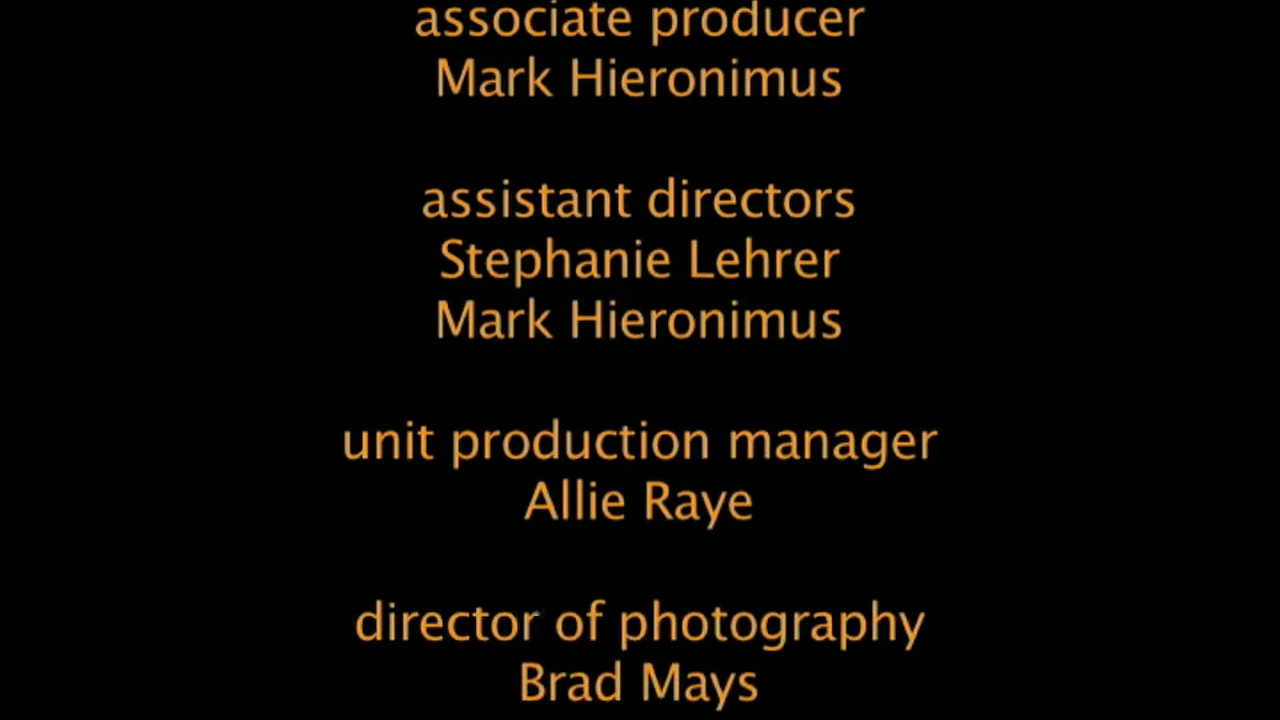 associate producer
Mark Hieronimus
assistant directors
Stephanie Lehrer
Mark Hieronimus
unit production manager
Allie Raye
director of photography
Brad Mays